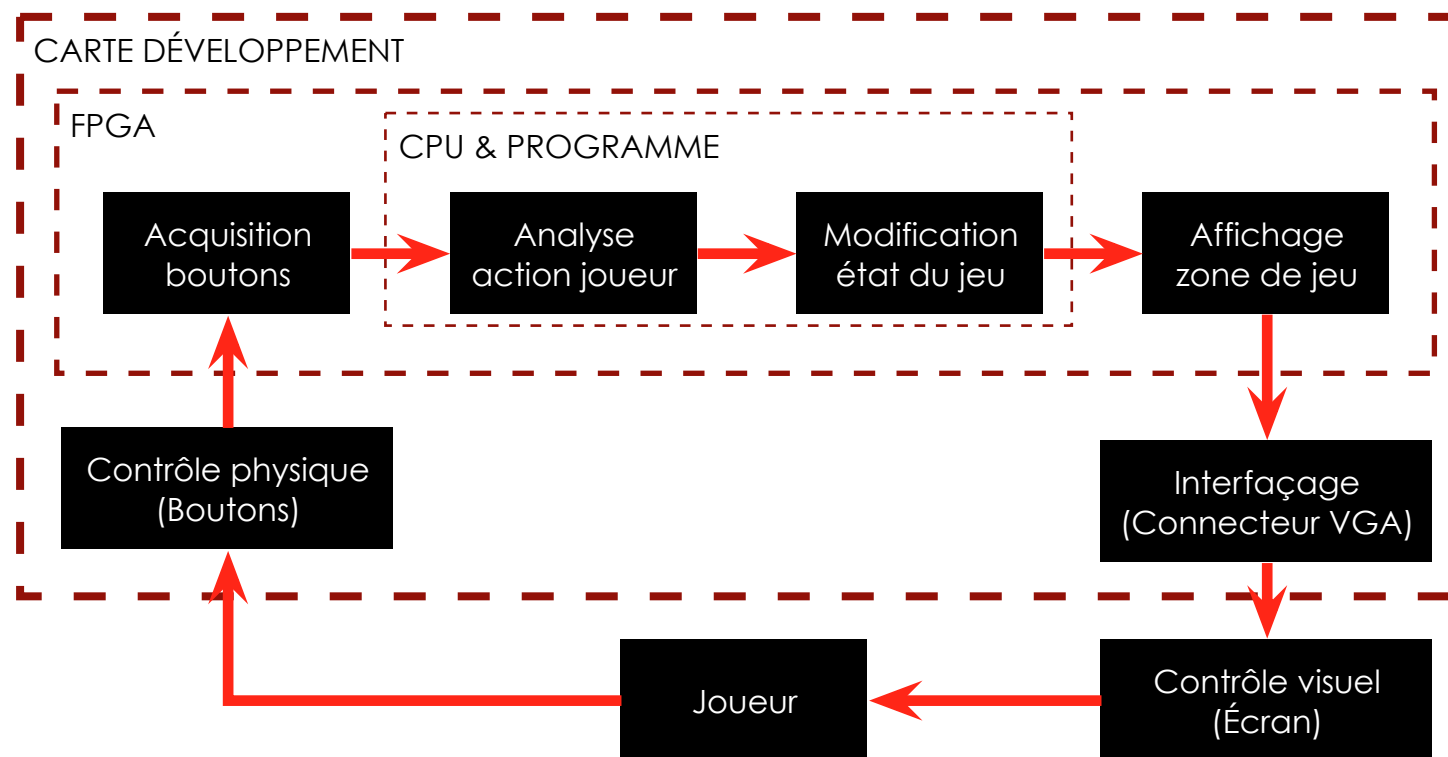 CARTE DÉVELOPPEMENT
FPGA
CPU & PROGRAMME
Acquisition
boutons
Analyse
action joueur
Modification
état du jeu
Affichage
zone de jeu
Contrôle physique
(Boutons)
Interfaçage
(Connecteur VGA)
Joueur
Contrôle visuel
(Écran)